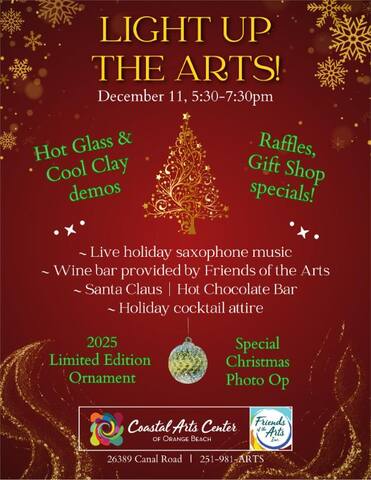 LIGHT UP
THE ARTS!
December 11, 5:30-7:30pm
Hot Glass &
Cool Clay
demos
Raffles,
Gift Shop
specials!
~ Live holiday saxophone music
~ Wine bar provided by Friends of the Arts
~ Santa Claus | Hot Chocolate Bar
~ Holiday cocktail attire
2025
Limited Edition
Ornament
Special
Christmas
Photo Op
Coastal Arts Center
OF ORANGE BEACH
Friends
of the
Arts
Inc.
26389 Canal Road | 251-981-ARTS